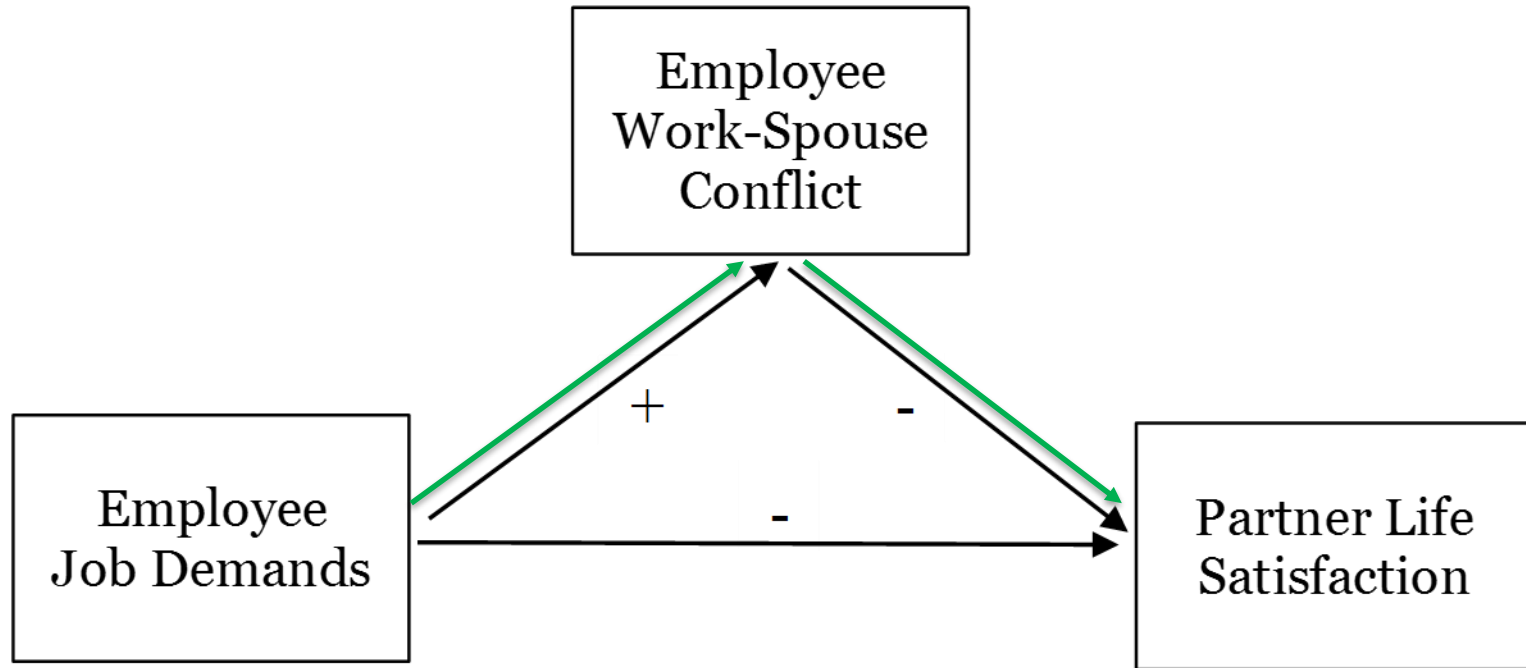 Employee
Work-Spouse
Conflict
+
-
-
Employee
Job Demands
Partner Life
Satisfaction